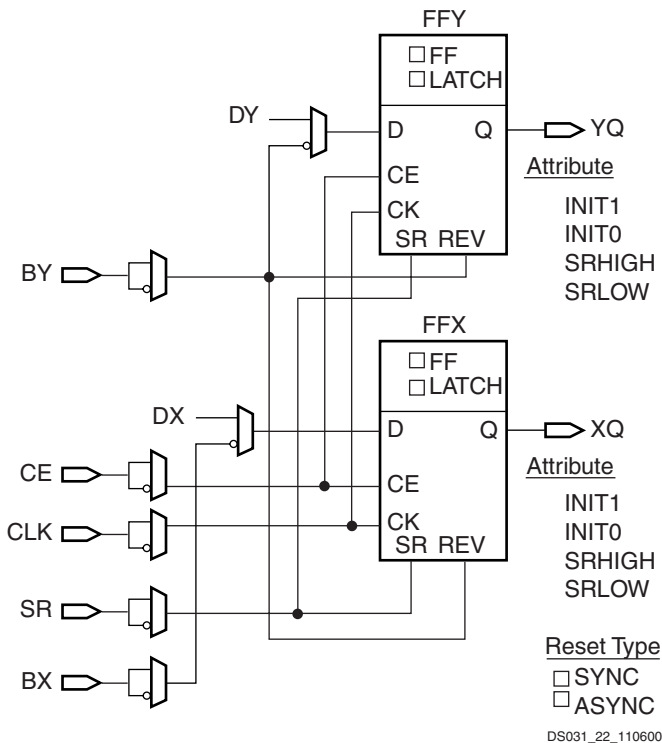 FFY
FF
LATCH
DY
D Q
YQ
Attribute
CE
CK
INIT1
INIT0
SRHIGH
SRLOW
SR REV
BY
FFX
FF
LATCH
DX
D Q
XQ
Attribute
CE
CE
INIT1
INIT0
SRHIGH
SRLOW
CLK
CK
SR REV
SR
BX
Reset Type
SYNC
ASYNC
DS031_22_110600